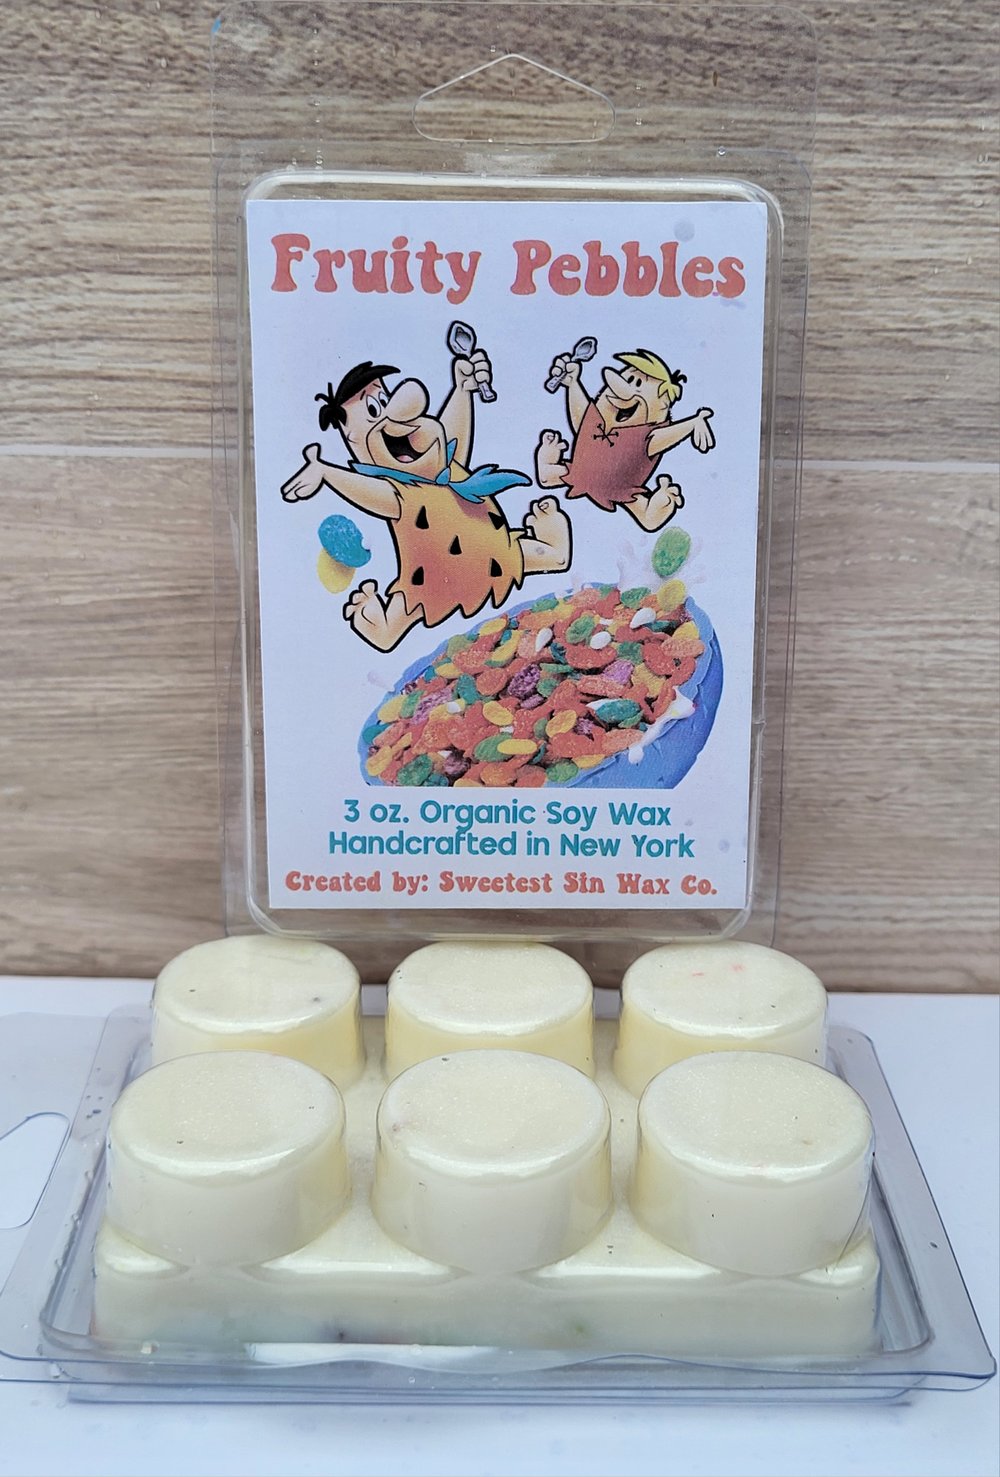 Fruity Pebbles
3 oz. Organic Soy Wax
Handcrafted in New York
Created by: Sweetest Sin Wax Co.